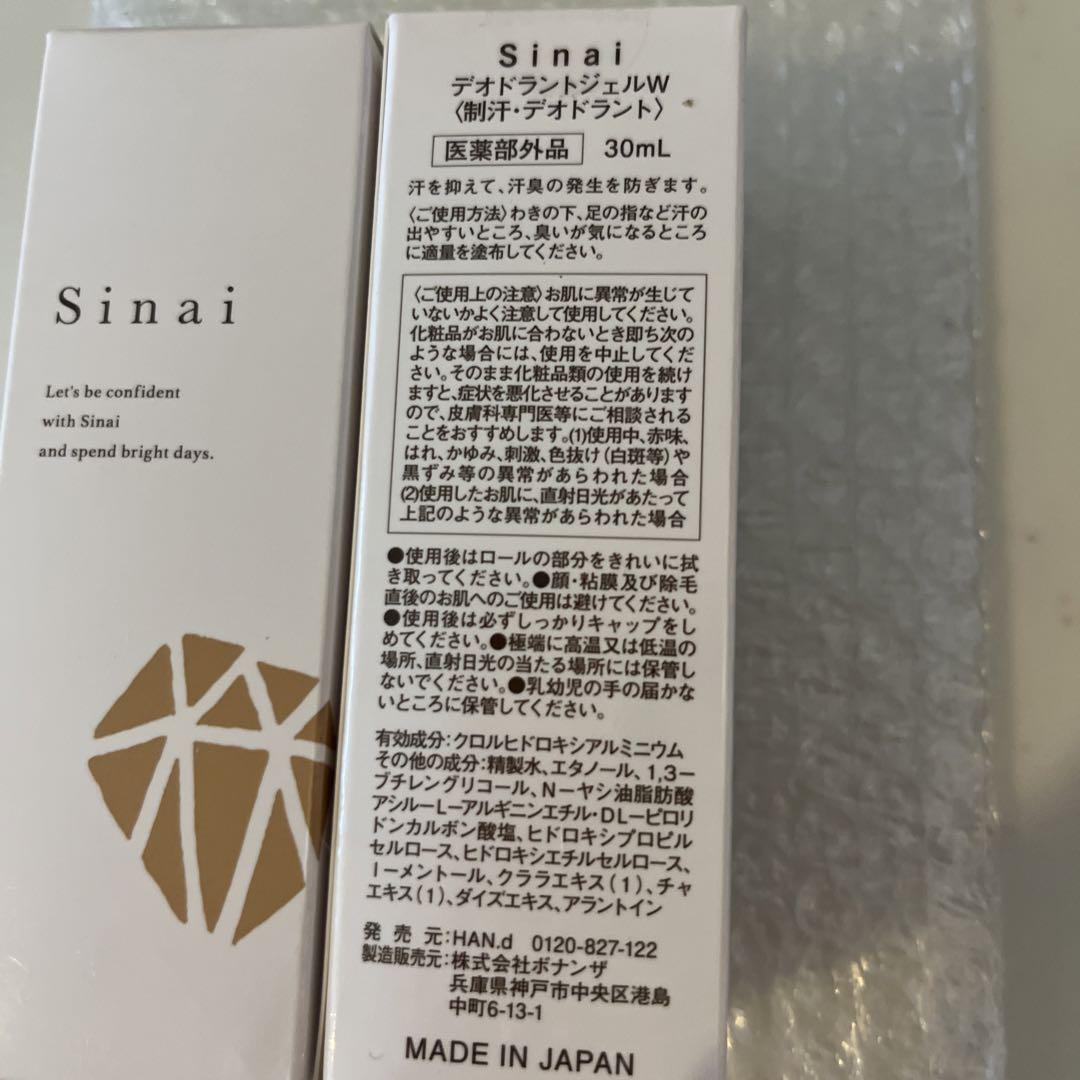 Sinai
Let's be confident
with Sinai
and spend bright days.
Sinai
デオドラントジェルW
〈制汗・デオドラント〉
医薬部外品 30mL
汗を抑えて、汗臭の発生を防ぎます。
〈ご使用方法〉わきの下、足の指など汗の
出やすいところ、臭いが気になるところ
に適量を塗布してください。
〈ご使用上の注意〉お肌に異常が生じて
いないかよく注意して使用してください。
化粧品がお肌に合わないとき即ち次の
ような場合には、使用を中止してくだ
さい。そのまま化粧品類の使用を続け
ますと、症状を悪化させることがあります
ので、皮膚科専門医等にご相談される
ことをおすすめします。(1)使用中、赤味、
はれ、かゆみ、刺激、色抜け(白斑等)や
黒ずみ等の異常があらわれた場合
(2)使用したお肌に、直射日光があたって
上記のような異常があらわれた場合
●使用後はロールの部分をきれいに拭
き取ってください。●顔・粘膜及び除毛
直後のお肌へのご使用は避けてください。
●使用後は必ずしっかりキャップをし
めてください。●極端に高温又は低温の
場所、直射日光の当たる場所には保管し
ないでください。●乳幼児の手の届かな
いところに保管してください。
有効成分:クロルヒドロキシアルミニウム
その他の成分:精製水、エタノール、1,3−
ブチレングリコール、N−ヤシ油脂肪酸
アシル−L−アルギニンエチル・DL−ピロリ
ドンカルボン酸塩、ヒドロキシプロピル
セルロース、ヒドロキシエチルセルロース、
l−メントール、クララエキス(1)、チャ
エキス(1)、ダイズエキス、アラントイン
発売元:HAN.d 0120-827-122
製造販売元:株式会社ボナンザ
兵庫県神戸市中央区港島
中町6-13-1
MADE IN JAPAN